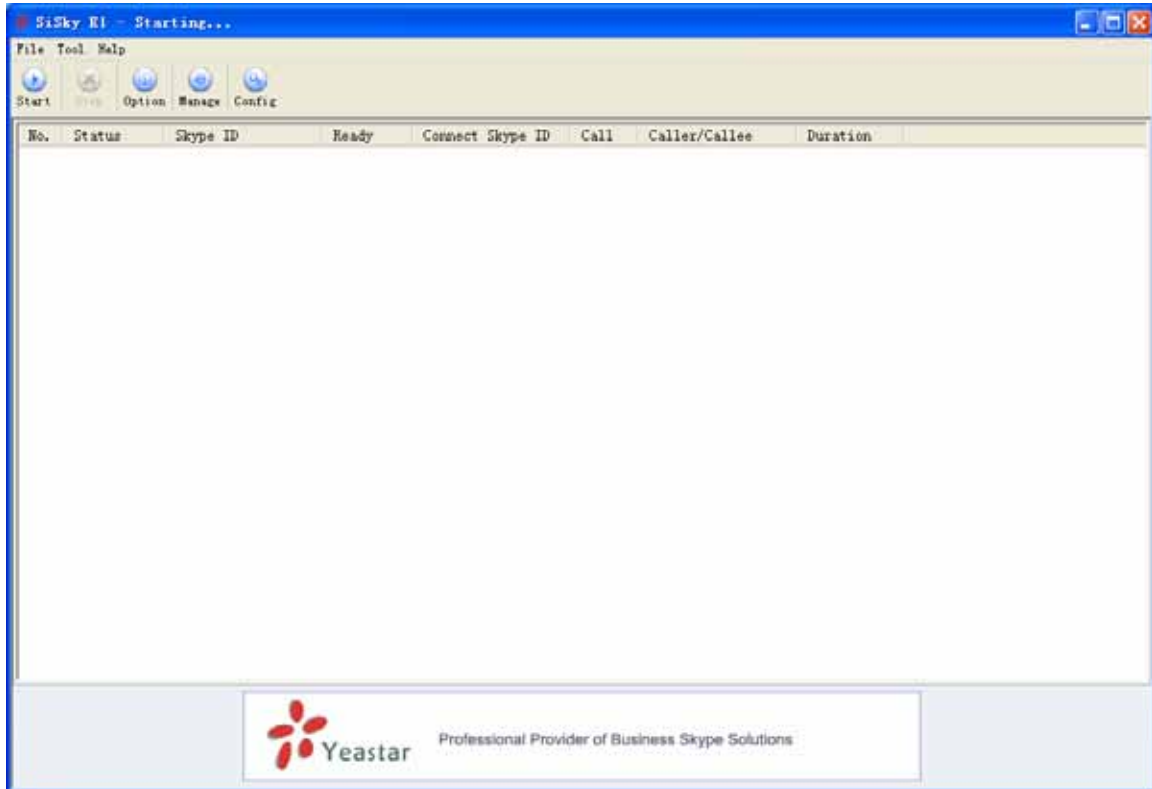 SiSky E1 - Starting...
File Tool Help
Start Stop Option Manage Config
No. Status Skype ID Ready Connect Skype ID Call Caller/Callee Duration
Yeastar Professional Provider of Business Skype Solutions